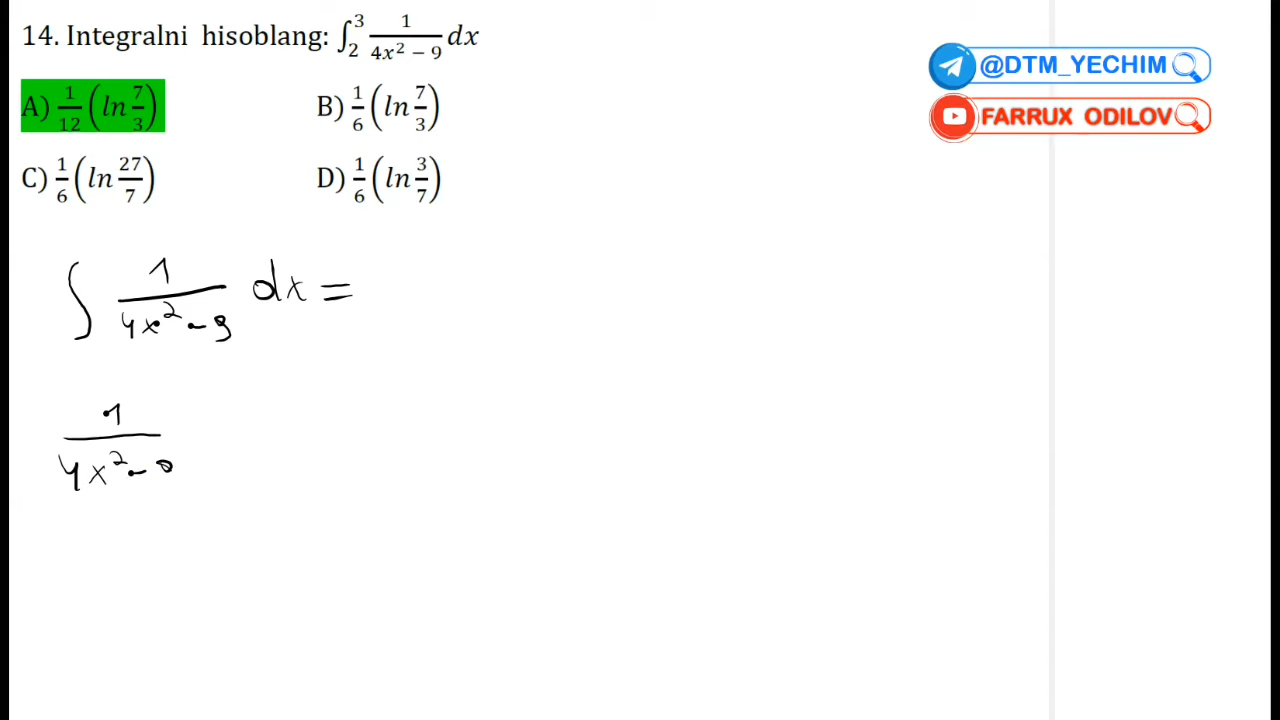 14. Integralni hisoblang: ∫₂³ 1/(4x² − 9) dx
@DTM_YECHIM
FARRUX ODILOV
A) 1/12 (ln 7/3) B) 1/6 (ln 7/3)
C) 1/6 (ln 27/7) D) 1/6 (ln 3/7)
∫ 1/(4x² - 9) dx =
1/(4x² -